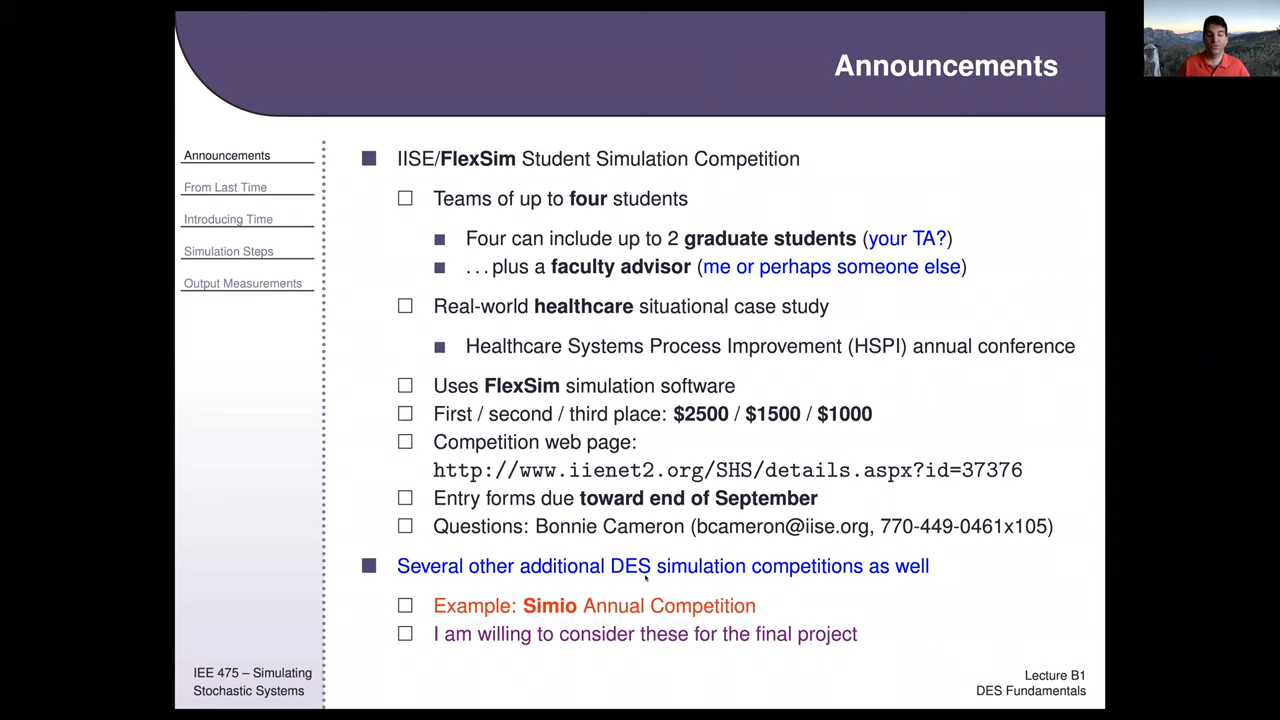 Announcements
Announcements
From Last Time
Introducing Time
Simulation Steps
Output Measurements
IISE/FlexSim Student Simulation Competition
Teams of up to four students
Four can include up to 2 graduate students (your TA?)
...plus a faculty advisor (me or perhaps someone else)
Real-world healthcare situational case study
Healthcare Systems Process Improvement (HSPI) annual conference
Uses FlexSim simulation software
First / second / third place: $2500 / $1500 / $1000
Competition web page:
http://www.iienet2.org/SHS/details.aspx?id=37376
Entry forms due toward end of September
Questions: Bonnie Cameron (bcameron@iise.org, 770-449-0461x105)
Several other additional DES simulation competitions as well
Example: Simio Annual Competition
I am willing to consider these for the final project
IEE 475 – Simulating
Stochastic Systems
Lecture B1
DES Fundamentals